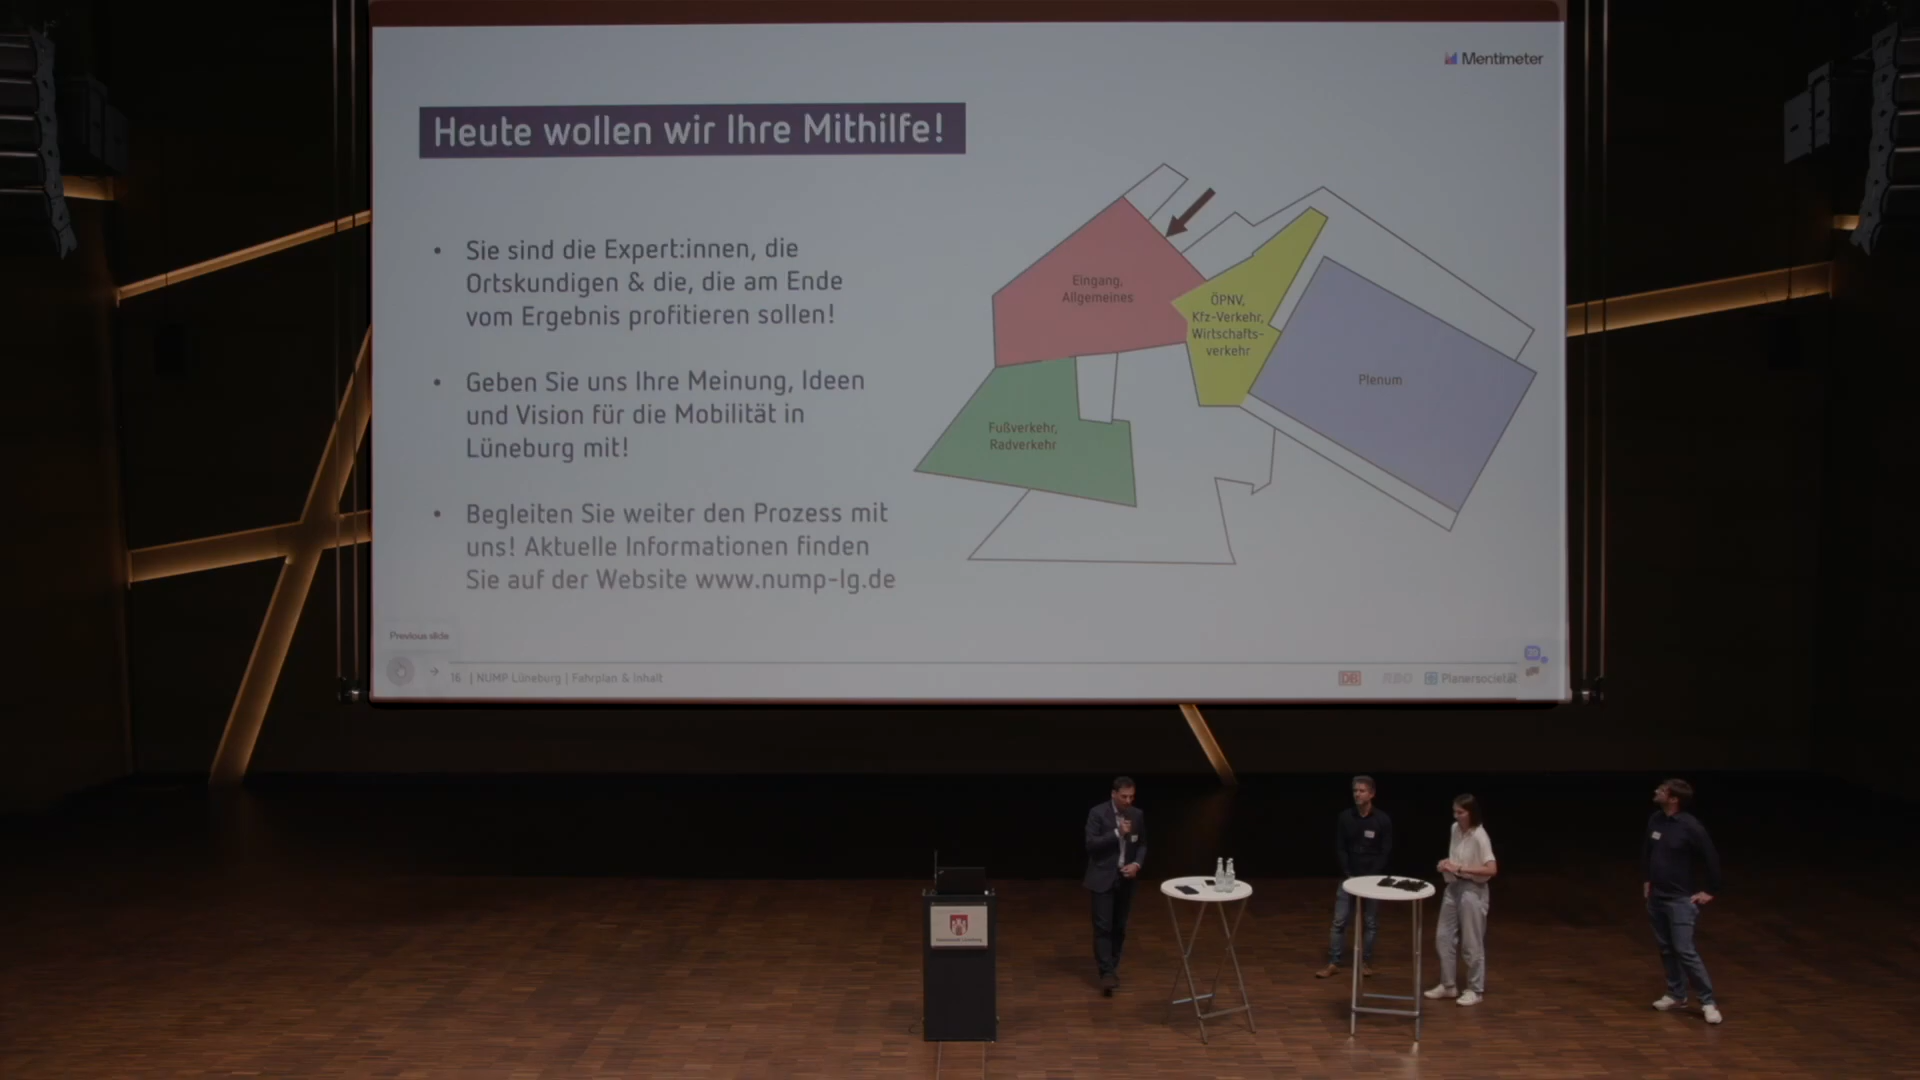 Mentimeter
Heute wollen wir Ihre Mithilfe!
• Sie sind die Expert:innen, die
Ortskundigen & die, die am Ende
vom Ergebnis profitieren sollen!
• Geben Sie uns Ihre Meinung, Ideen
und Vision für die Mobilität in
Lüneburg mit!
• Begleiten Sie weiter den Prozess mit
uns! Aktuelle Informationen finden
Sie auf der Website www.nump-lg.de
Eingang,
Allgemeines
ÖPNV,
Kfz-Verkehr,
Wirtschafts-
verkehr
Plenum
Fußverkehr,
Radverkehr
Previous slide
16 | NUMP Lüneburg | Fahrplan & Inhalt
DB
Planersocietät